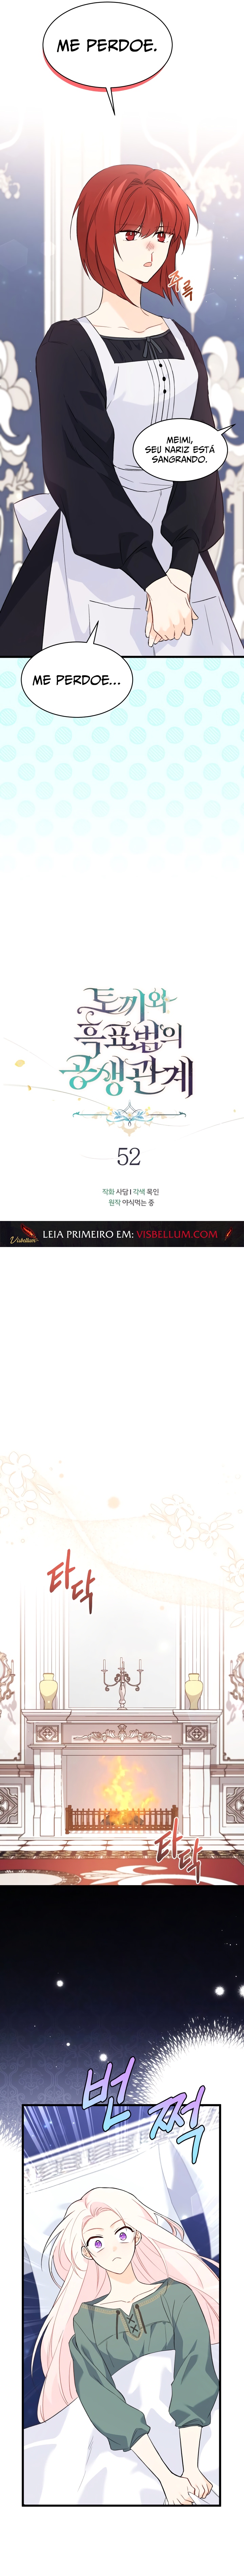 ME PERDOE.
주륵
MEIMI,
SEU NARIZ ESTÁ
SANGRANDO.
ME PERDOE...
토끼와
흑표범의
공생관계
52
작화 사담 I 각색 목인
원작 야식먹는 중
Visbellum
LEIA PRIMEIRO EM: VISBELLUM.COM
타닥
타닥
번쩍